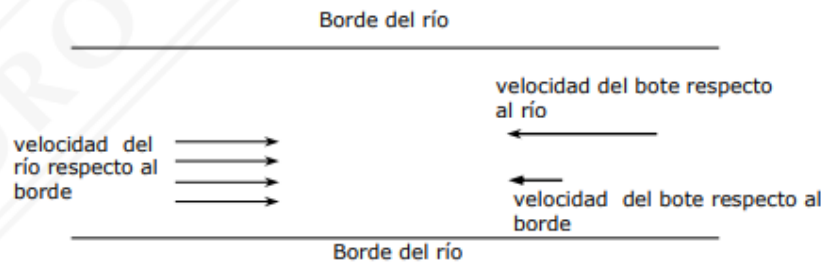 Borde del río
velocidad del bote respecto
al río
velocidad del
río respecto al
borde
velocidad del bote respecto al
borde
Borde del río